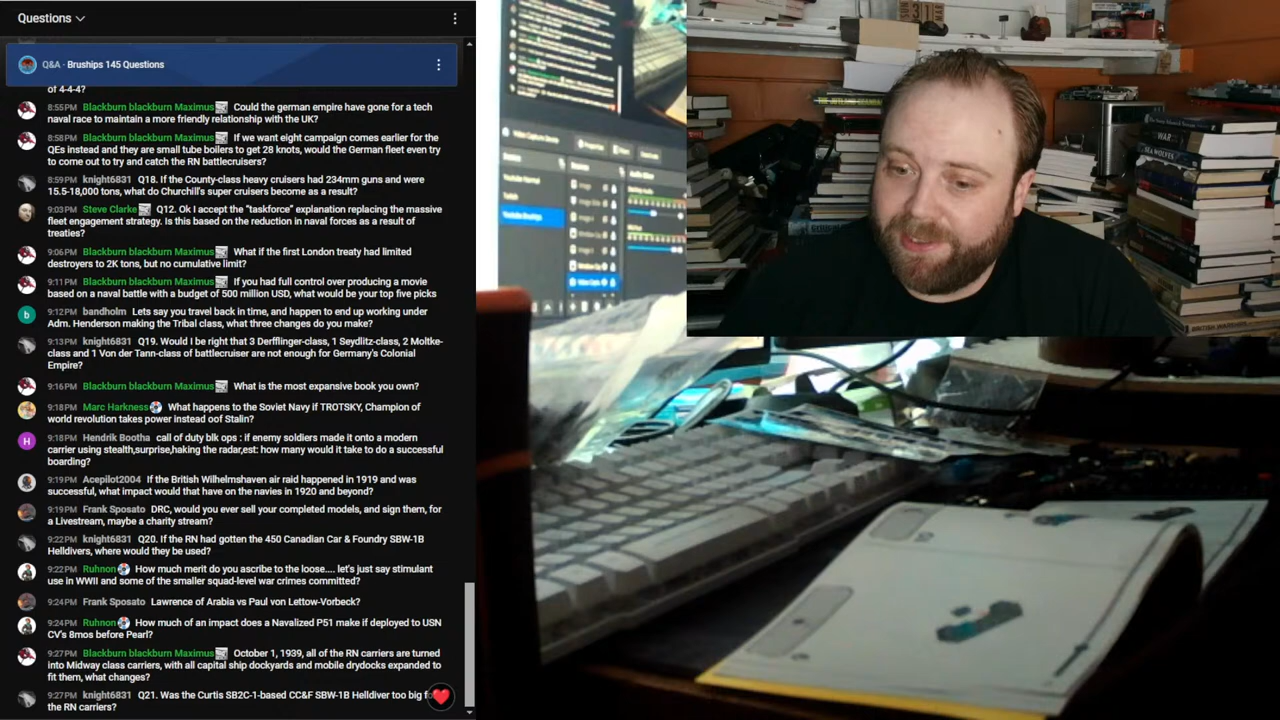 Questions
Q&A · Bruships 145 Questions
of 4-4-4?
8:55PM Blackburn blackburn Maximus Could the german empire have gone for a tech
naval race to maintain a more friendly relationship with the UK?
8:58PM Blackburn blackburn Maximus If we want eight campaign comes earlier for the
QEs instead and they are small tube boilers to get 28 knots, would the German fleet even try
to come out to try and catch the RN battlecruisers?
8:59PM knight6831 Q18. If the County-class heavy cruisers had 234mm guns and were
15.5-18,000 tons, what do Churchill's super cruisers become as a result?
9:03PM Steve Clarke Q12. Ok I accept the "taskforce" explanation replacing the massive
fleet engagement strategy. Is this based on the reduction in naval forces as a result of
treaties?
9:06PM Blackburn blackburn Maximus What if the first London treaty had limited
destroyers to 2K tons, but no cumulative limit?
9:11PM Blackburn blackburn Maximus If you had full control over producing a movie
based on a naval battle with a budget of 500 million USD, what would be your top five picks
b 9:12PM bandholm Lets say you travel back in time, and happen to end up working under
Adm. Henderson making the Tribal class, what three changes do you make?
9:13PM knight6831 Q19. Would I be right that 3 Derfflinger-class, 1 Seydlitz-class, 2 Moltke-
class and 1 Von der Tann-class of battlecruiser are not enough for Germany's Colonial
Empire?
9:16PM Blackburn blackburn Maximus What is the most expansive book you own?
9:18PM Marc Harkness What happens to the Soviet Navy if TROTSKY, Champion of
world revolution takes power instead oof Stalin?
H 9:18PM Hendrik Bootha call of duty blk ops : if enemy soldiers made it onto a modern
carrier using stealth,surprise,haking the radar,est: how many would it take to do a successful
boarding?
9:19PM Acepilot2004 If the British Wilhelmshaven air raid happened in 1919 and was
successful, what impact would that have on the navies in 1920 and beyond?
9:19PM Frank Sposato DRC, would you ever sell your completed models, and sign them, for
a Livestream, maybe a charity stream?
9:22PM knight6831 Q20. If the RN had gotten the 450 Canadian Car & Foundry SBW-1B
Helldivers, where would they be used?
9:22PM Ruhnon How much merit do you ascribe to the loose.... let's just say stimulant
use in WWII and some of the smaller squad-level war crimes committed?
9:24PM Frank Sposato Lawrence of Arabia vs Paul von Lettow-Vorbeck?
9:24PM Ruhnon How much of an impact does a Navalized P51 make if deployed to USN
CV's 8mos before Pearl?
9:27PM Blackburn blackburn Maximus October 1, 1939, all of the RN carriers are turned
into Midway class carriers, with all capital ship dockyards and mobile drydocks expanded to
fit them, what changes?
9:27PM knight6831 Q21. Was the Curtis SB2C-1-based CC&F SBW-1B Helldiver too big
the RN carriers?
31
WAR
SEA WOLVES